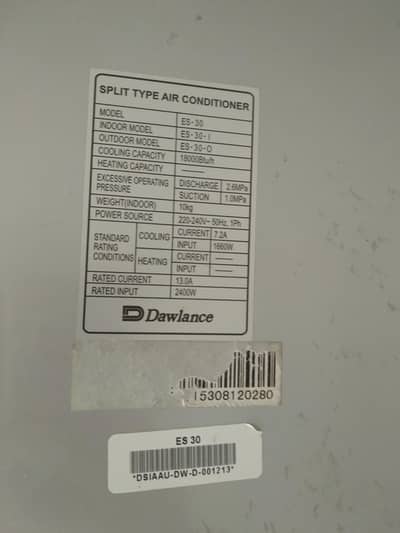 SPLIT TYPE AIR CONDITIONER
MODEL ES-30
INDOOR MODEL ES-30-I
OUTDOOR MODEL ES-30-O
COOLING CAPACITY 18000Btu/h
HEATING CAPACITY ———
EXCESSIVE OPERATING PRESSURE DISCHARGE 2.6MPa
SUCTION 1.0MPa
WEIGHT(INDOOR) 10kg
POWER SOURCE 220-240V~ 50Hz, 1Ph
STANDARD RATING CONDITIONS COOLING CURRENT 7.2A
INPUT 1660W
HEATING CURRENT ———
INPUT ———
RATED CURRENT 13.0A
RATED INPUT 2400W
Dawlance
15308120280
ES 30
*DSIAAU-DW-D-001213*